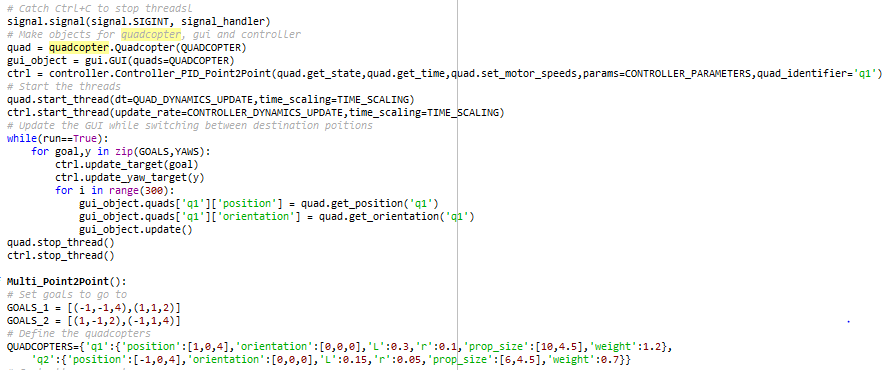 # Catch Ctrl+C to stop threadsl
signal.signal(signal.SIGINT, signal_handler)
# Make objects for quadcopter, gui and controller
quad = quadcopter.Quadcopter(QUADCOPTER)
gui_object = gui.GUI(quads=QUADCOPTER)
ctrl = controller.Controller_PID_Point2Point(quad.get_state,quad.get_time,quad.set_motor_speeds,params=CONTROLLER_PARAMETERS,quad_identifier='q1')
# Start the threads
quad.start_thread(dt=QUAD_DYNAMICS_UPDATE,time_scaling=TIME_SCALING)
ctrl.start_thread(update_rate=CONTROLLER_DYNAMICS_UPDATE,time_scaling=TIME_SCALING)
# Update the GUI while switching between destination poitions
while(run==True):
    for goal,y in zip(GOALS,YAWS):
        ctrl.update_target(goal)
        ctrl.update_yaw_target(y)
        for i in range(300):
            gui_object.quads['q1']['position'] = quad.get_position('q1')
            gui_object.quads['q1']['orientation'] = quad.get_orientation('q1')
            gui_object.update()
quad.stop_thread()
ctrl.stop_thread()
Multi_Point2Point():
# Set goals to go to
GOALS_1 = [(-1,-1,4),(1,1,2)]
GOALS_2 = [(1,-1,2),(-1,1,4)]
# Define the quadcopters
QUADCOPTERS={'q1':{'position':[1,0,4],'orientation':[0,0,0],'L':0.3,'r':0.1,'prop_size':[10,4.5],'weight':1.2},
    'q2':{'position':[-1,0,4],'orientation':[0,0,0],'L':0.15,'r':0.05,'prop_size':[6,4.5],'weight':0.7}}